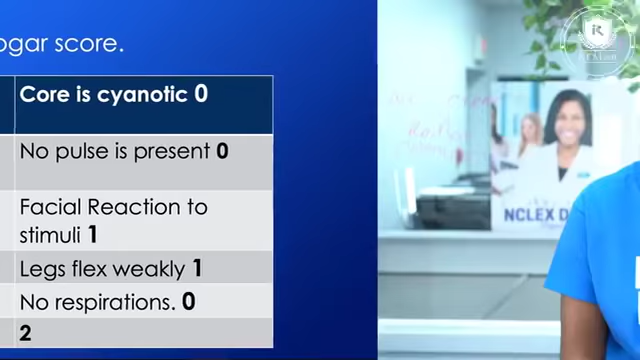 ogar score.
Core is cyanotic 0
No pulse is present 0
Facial Reaction to
stimuli 1
Legs flex weakly 1
No respirations. 0
2
NCLEX D